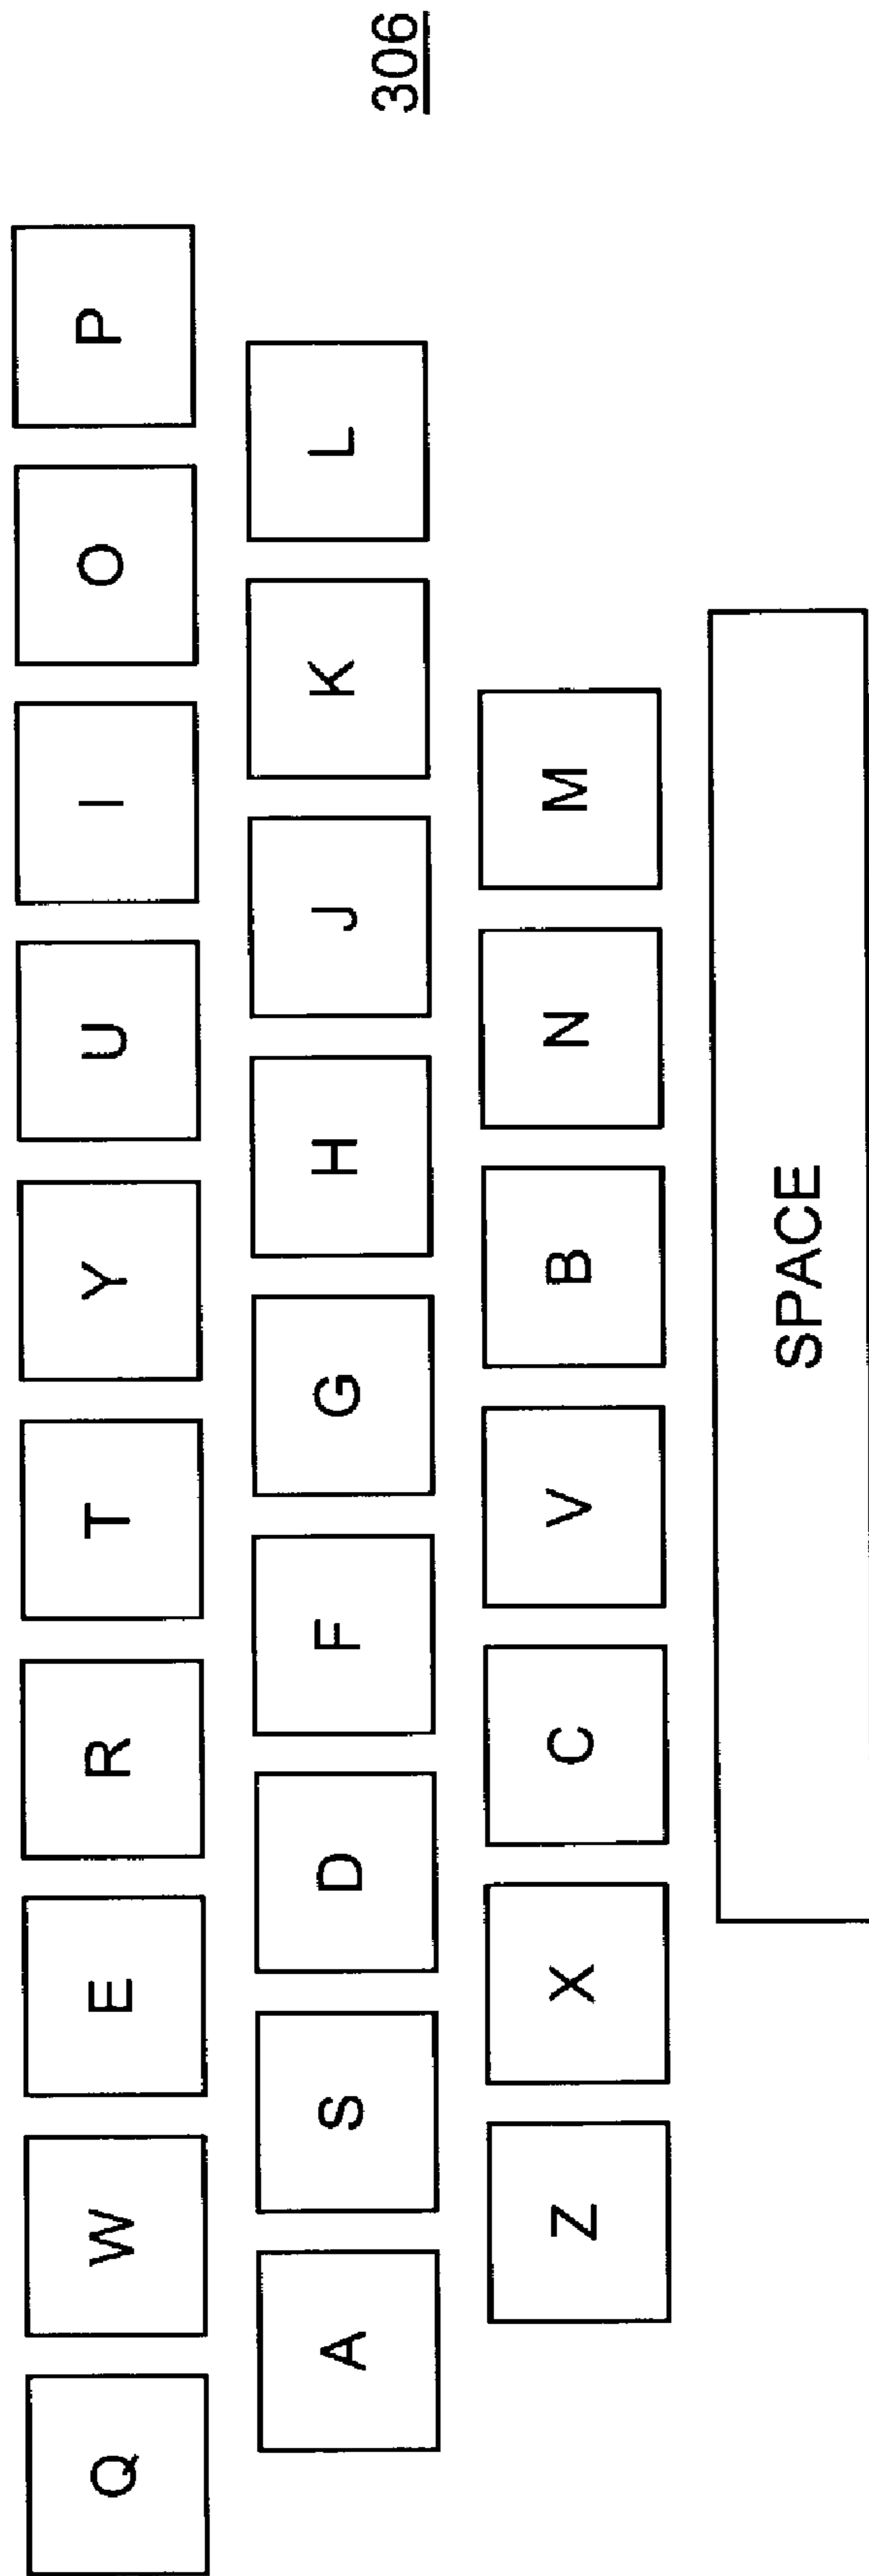 306
Q W E R T Y U I O P
A S D F G H J K L
Z X C V B N M
SPACE